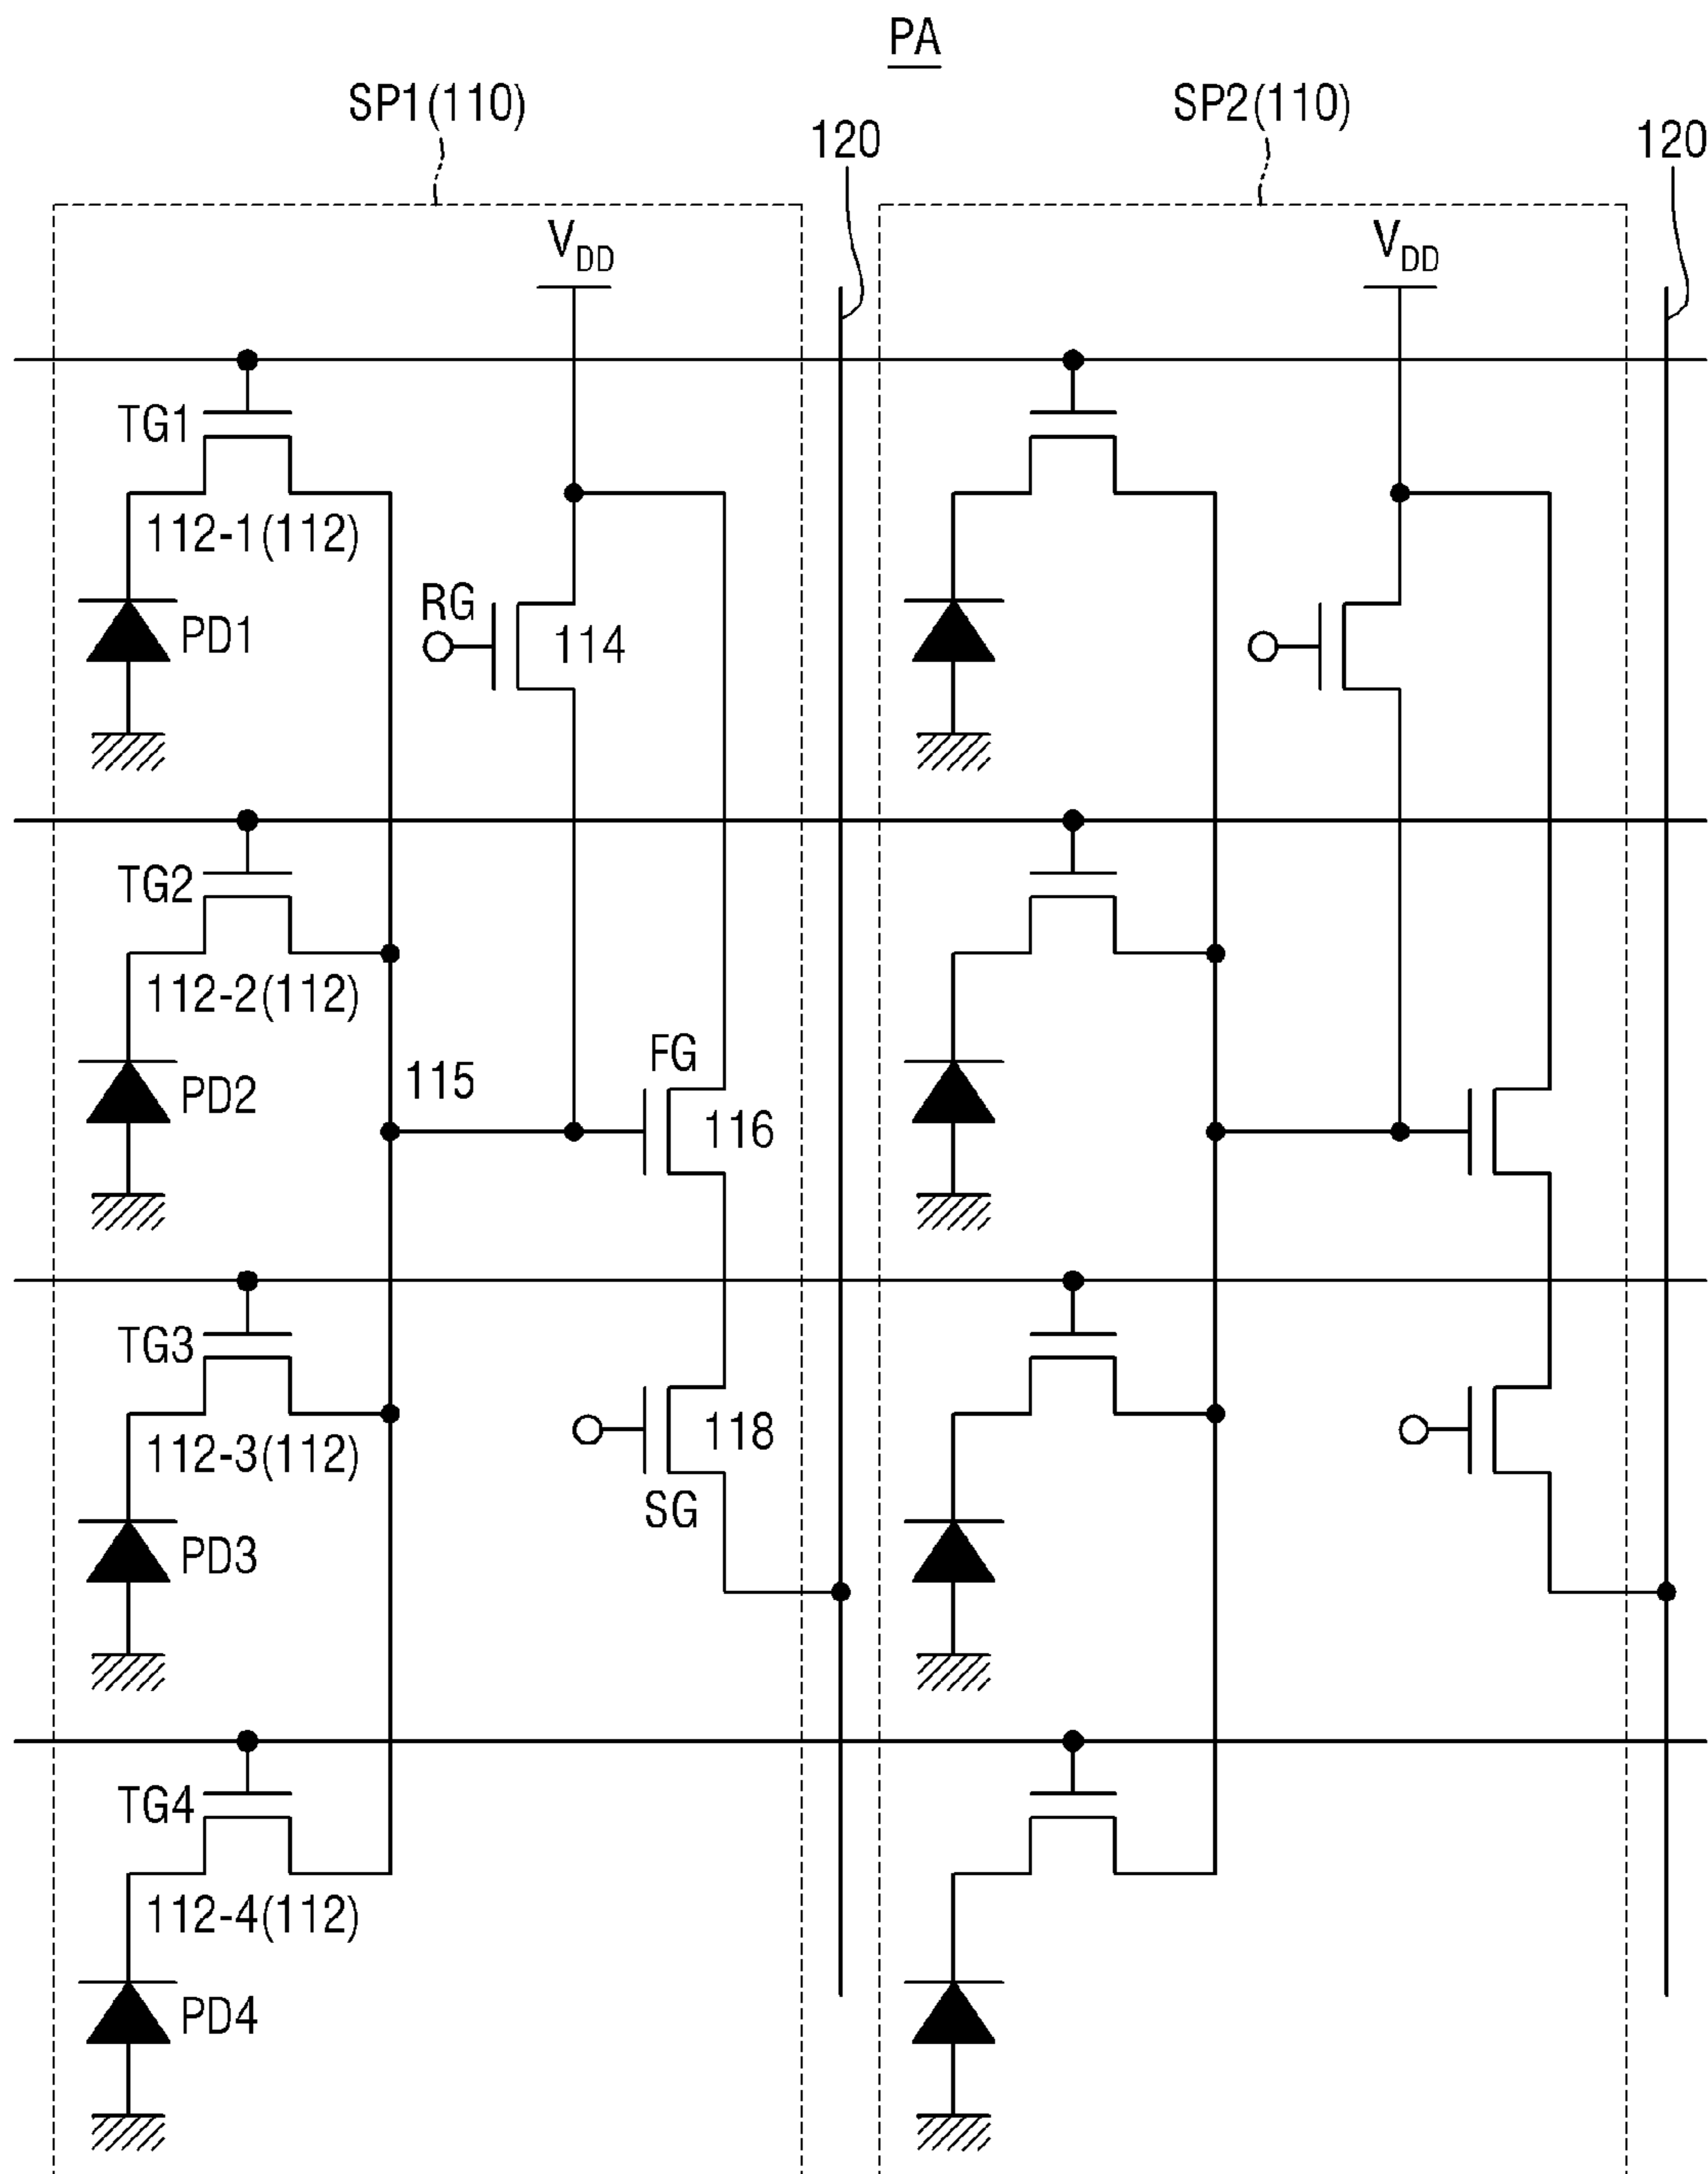 PA
SP1(110)
SP2(110)
120
120
VDD
VDD
TG1
112-1(112)
RG
PD1
114
TG2
112-2(112)
FG
115
PD2
116
TG3
112-3(112)
118
SG
PD3
TG4
112-4(112)
PD4